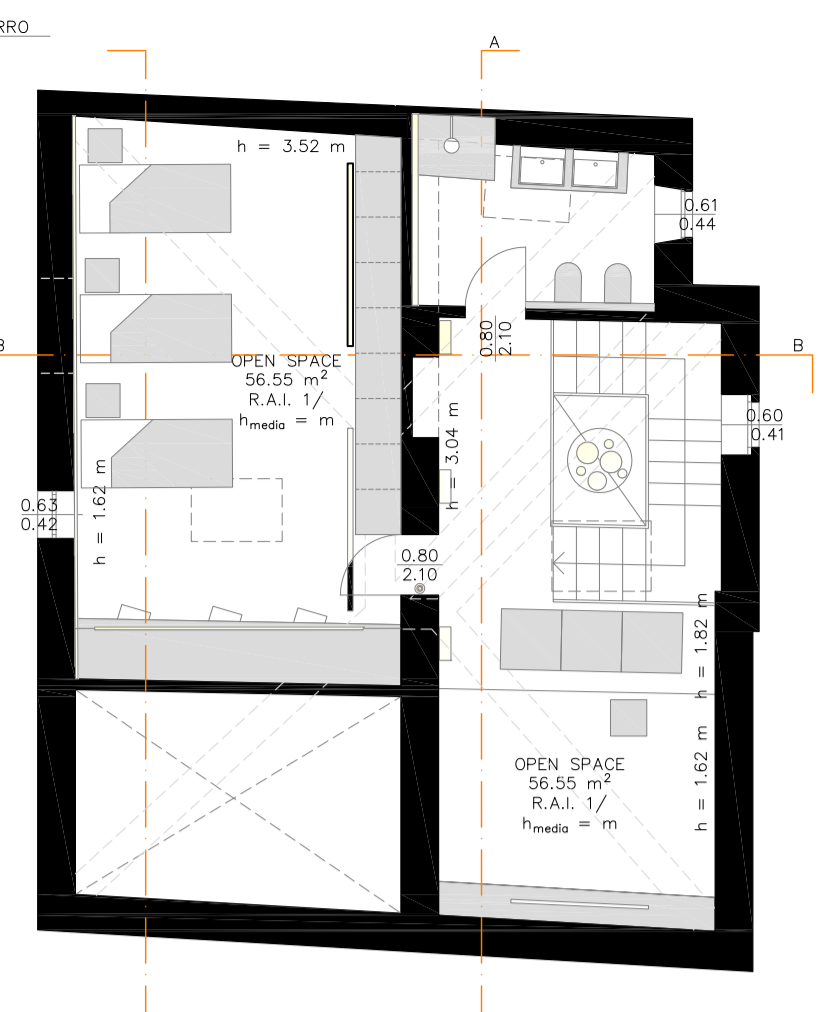 RRO
A
h = 3.52 m
0.61
0.44
0.80
2.10
B
B
OPEN SPACE
56.55 m²
R.A.I. 1/
hmedia = m
h = 3.04 m
0.60
0.41
h = 1.62 m
0.63
0.42
0.80
2.10
h = 1.82 m
h = 1.62 m
OPEN SPACE
56.55 m²
R.A.I. 1/
hmedia = m